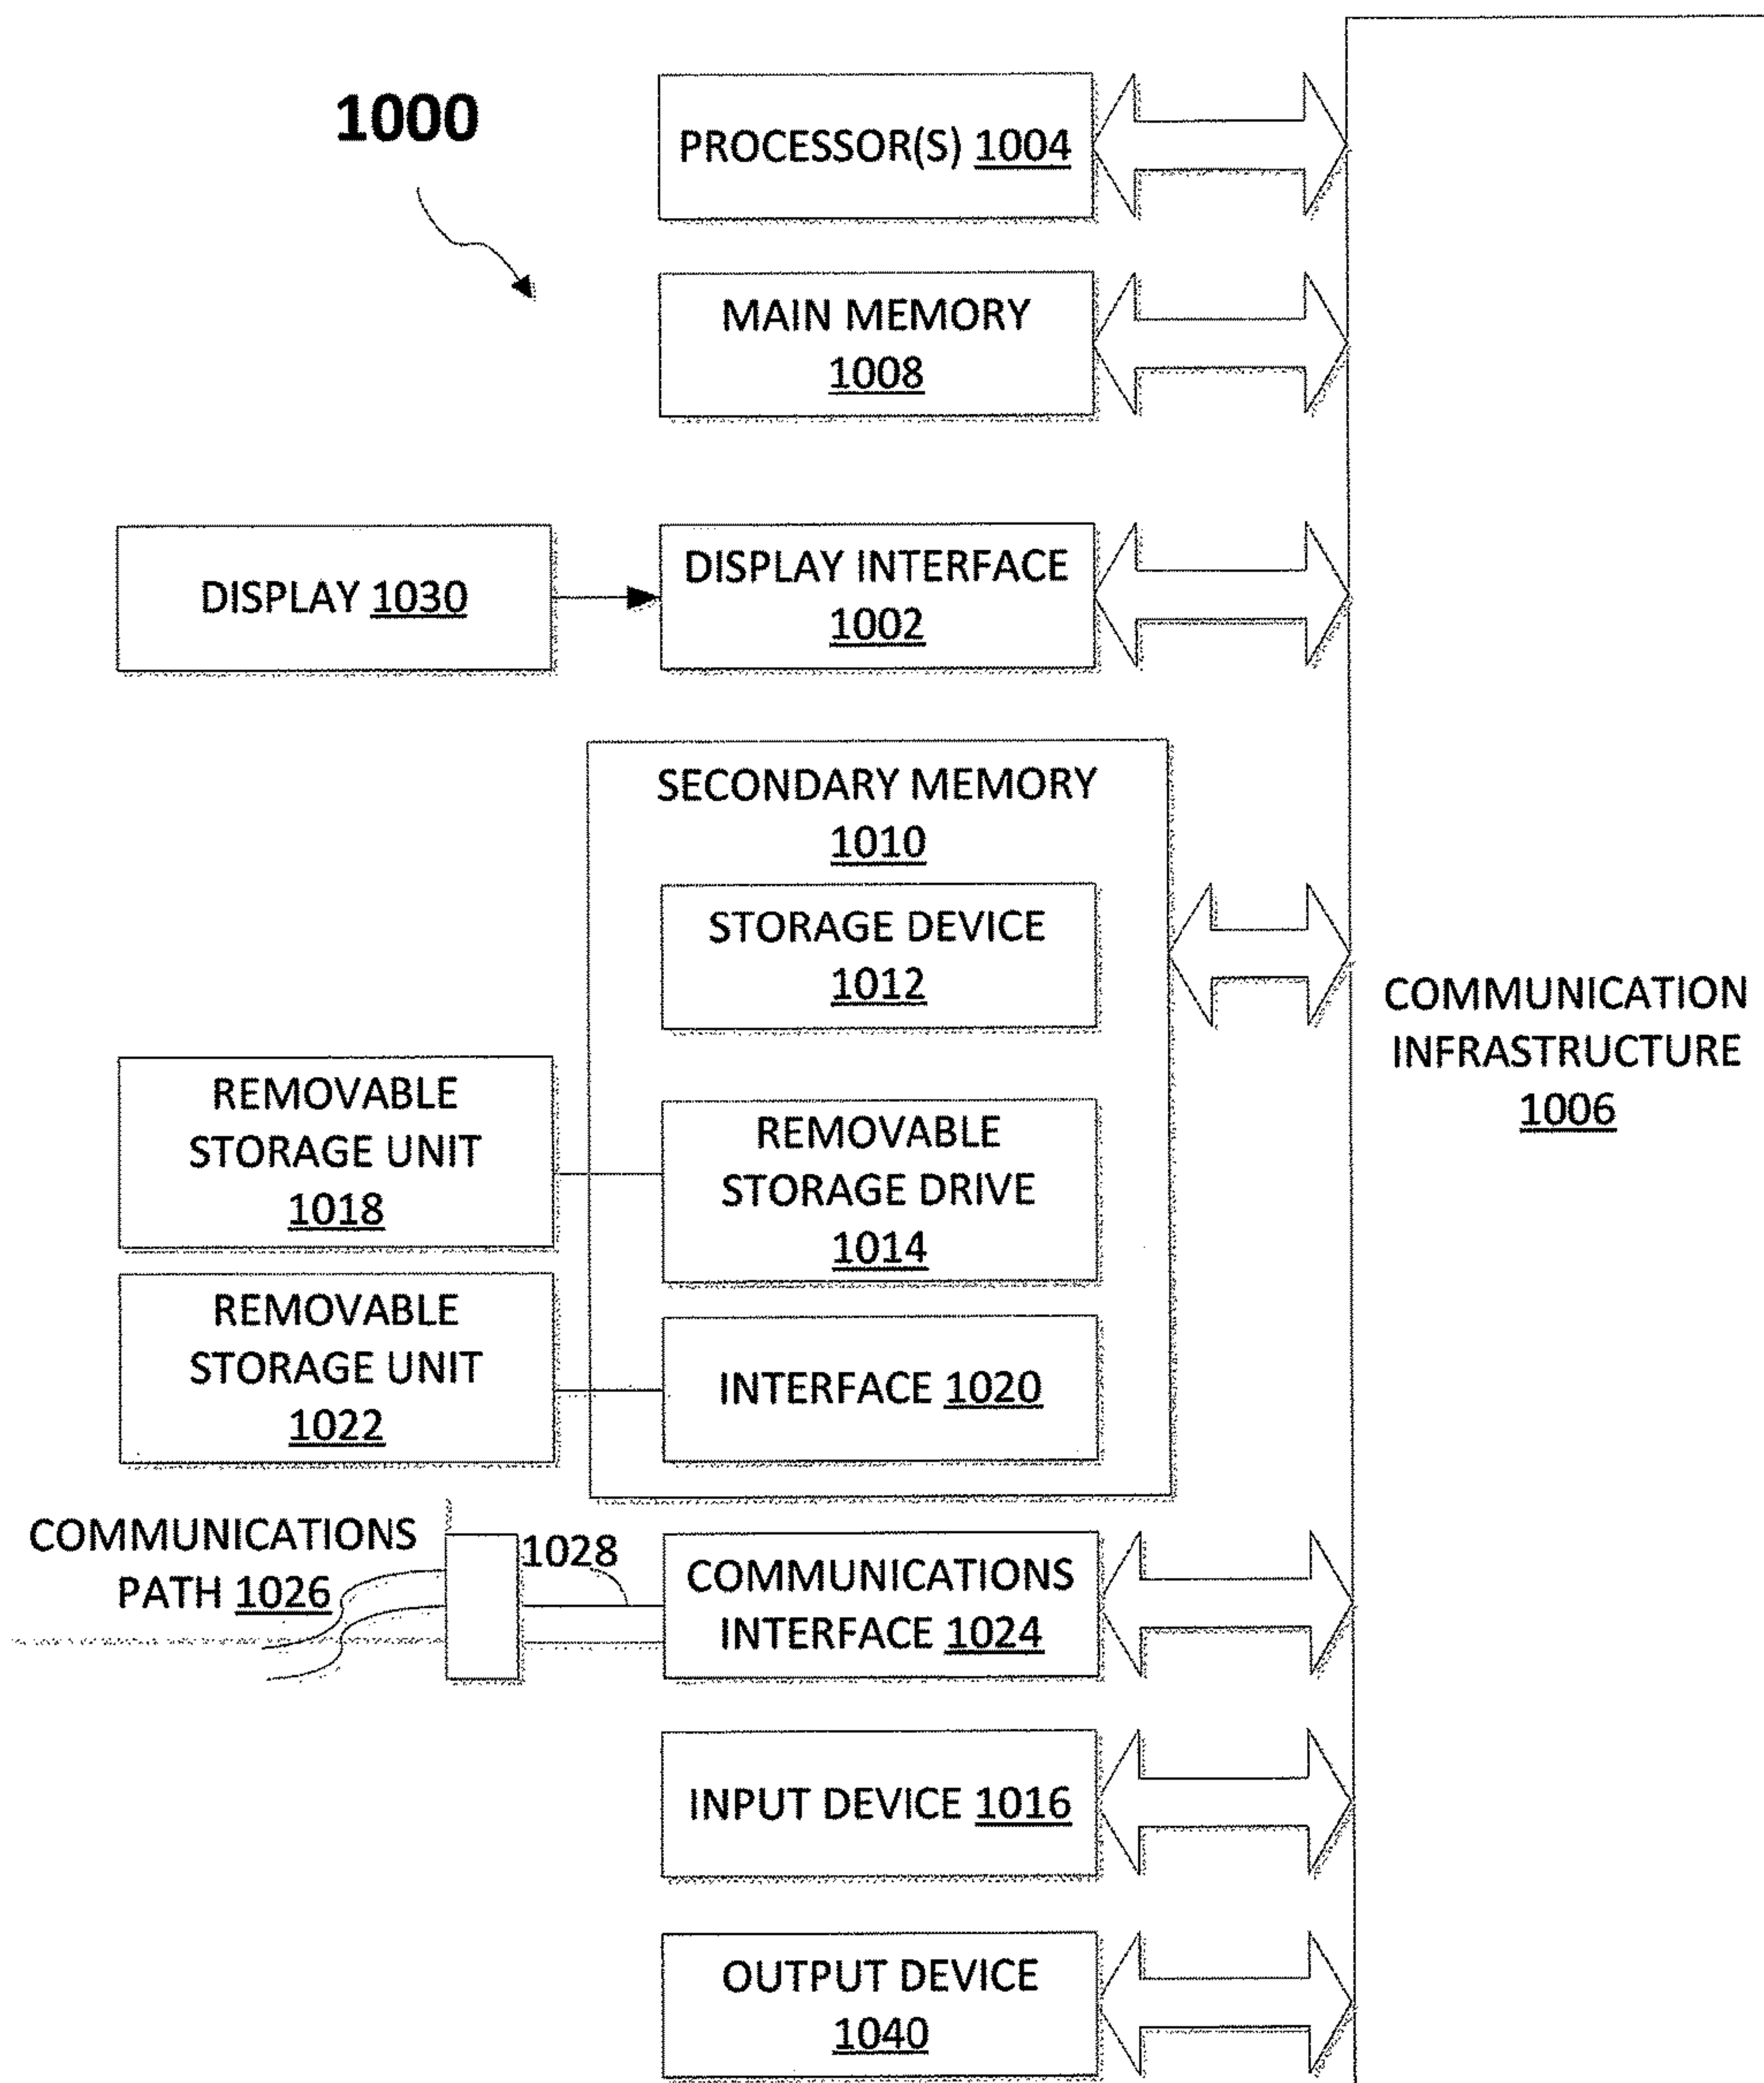 1000
PROCESSOR(S) 1004
MAIN MEMORY
1008
DISPLAY 1030
DISPLAY INTERFACE
1002
SECONDARY MEMORY
1010
STORAGE DEVICE
1012
COMMUNICATION
INFRASTRUCTURE
1006
REMOVABLE
STORAGE UNIT
1018
REMOVABLE
STORAGE DRIVE
1014
REMOVABLE
STORAGE UNIT
1022
INTERFACE 1020
COMMUNICATIONS
PATH 1026
1028
COMMUNICATIONS
INTERFACE 1024
INPUT DEVICE 1016
OUTPUT DEVICE
1040